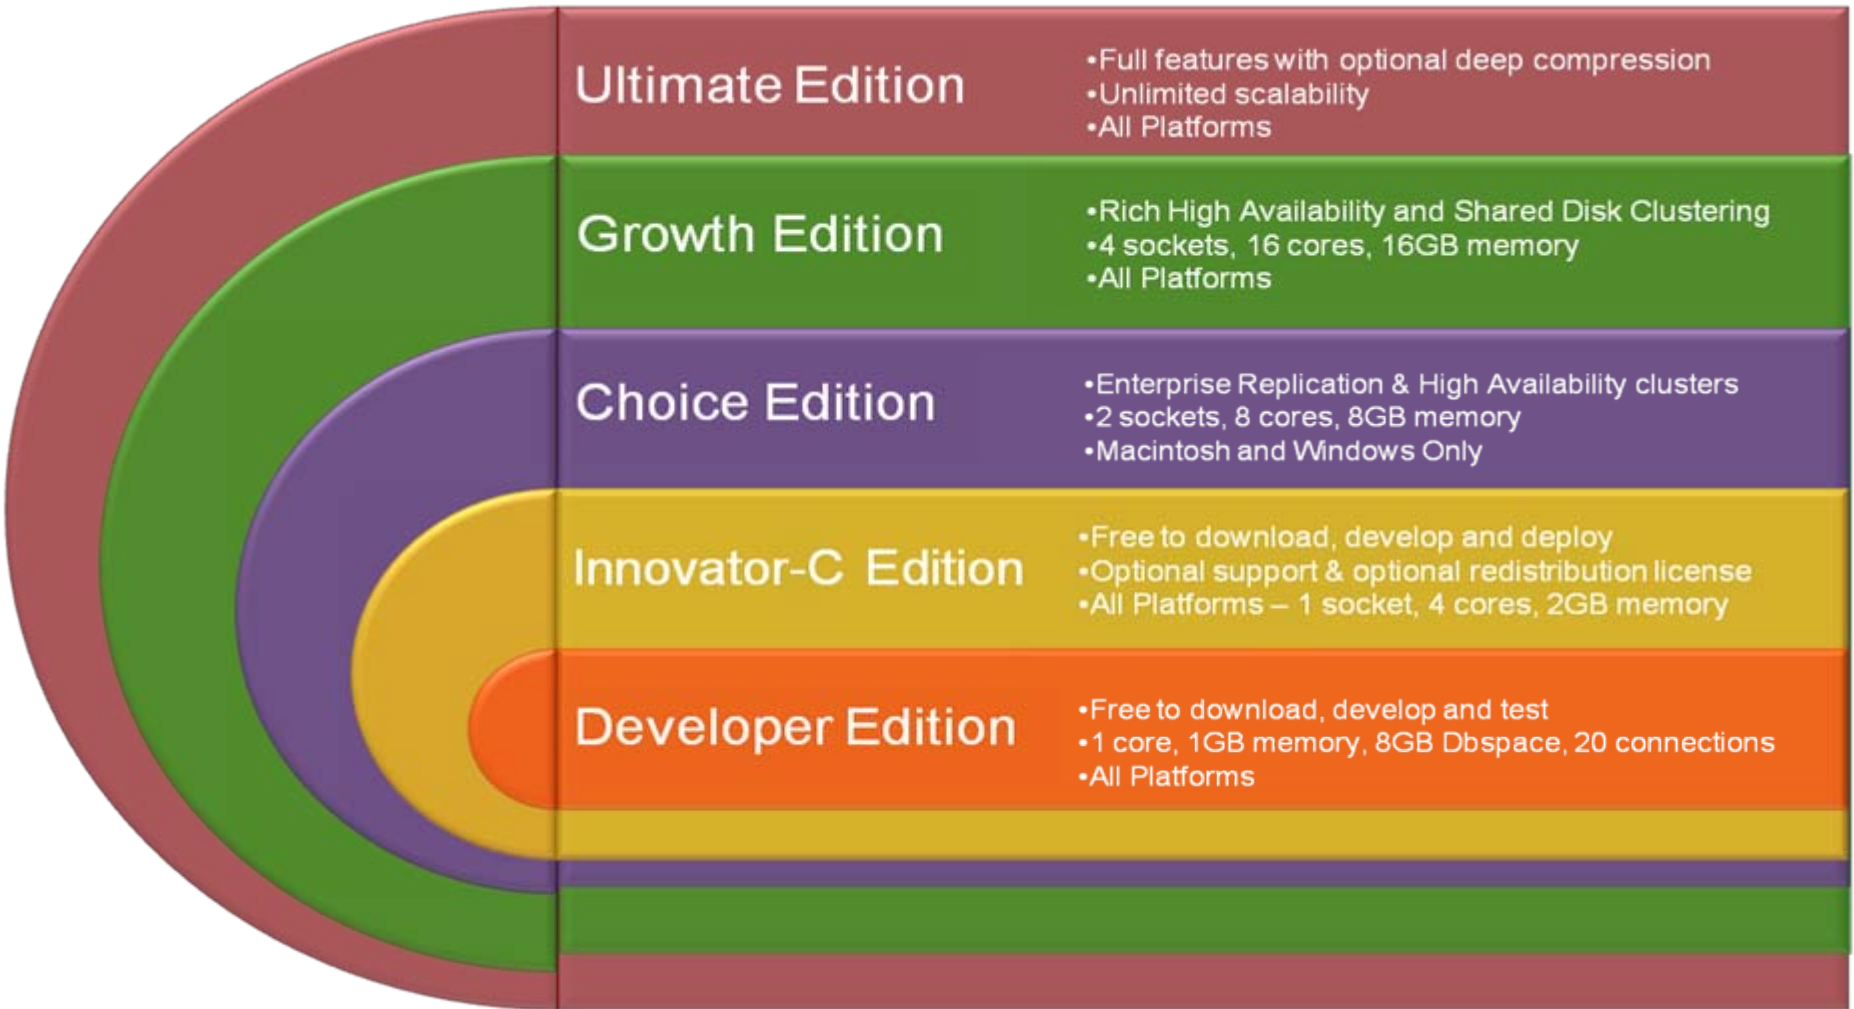 Ultimate Edition
•Full features with optional deep compression
•Unlimited scalability
•All Platforms
Growth Edition
•Rich High Availability and Shared Disk Clustering
•4 sockets, 16 cores, 16GB memory
•All Platforms
Choice Edition
•Enterprise Replication & High Availability clusters
•2 sockets, 8 cores, 8GB memory
•Macintosh and Windows Only
Innovator-C Edition
•Free to download, develop and deploy
•Optional support & optional redistribution license
•All Platforms – 1 socket, 4 cores, 2GB memory
Developer Edition
•Free to download, develop and test
•1 core, 1GB memory, 8GB Dbspace, 20 connections
•All Platforms